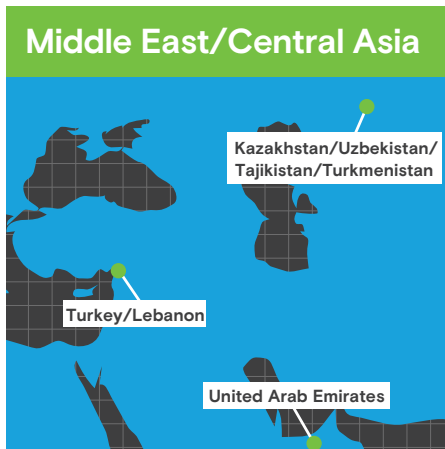 Middle East/Central Asia
Kazakhstan/Uzbekistan/
Tajikistan/Turkmenistan
Turkey/Lebanon
United Arab Emirates